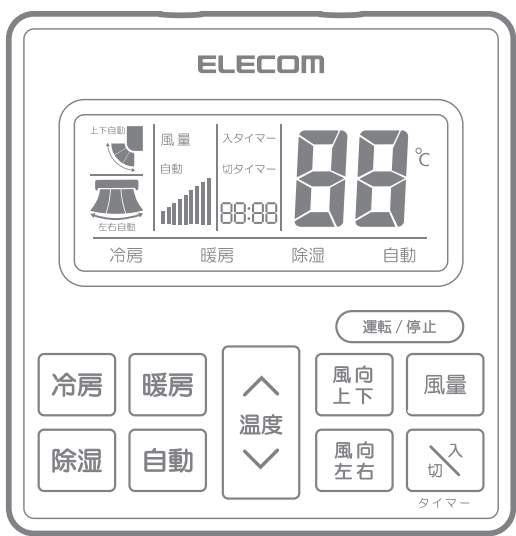 ELECOM
上下自動
左右自動
風量
自動
入タイマー
切タイマー
88:88
88℃
冷房 暖房 除湿 自動
運転/停止
冷房
暖房
温度
風向
上下
風量
除湿
自動
風向
左右
切 入
タイマー